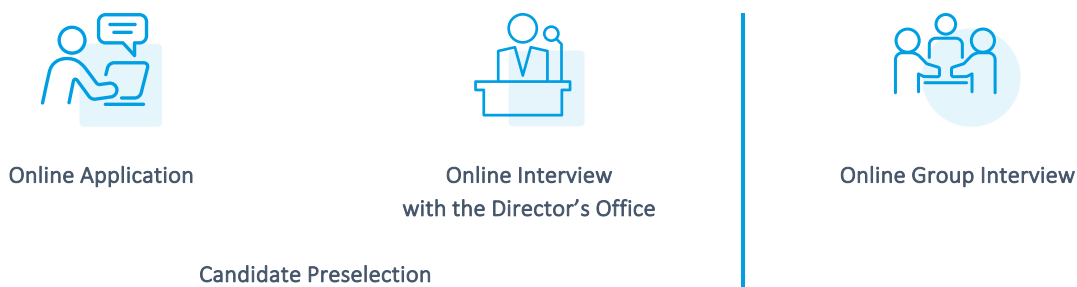 Online Application
Online Interview
with the Director’s Office
Online Group Interview
Candidate Preselection